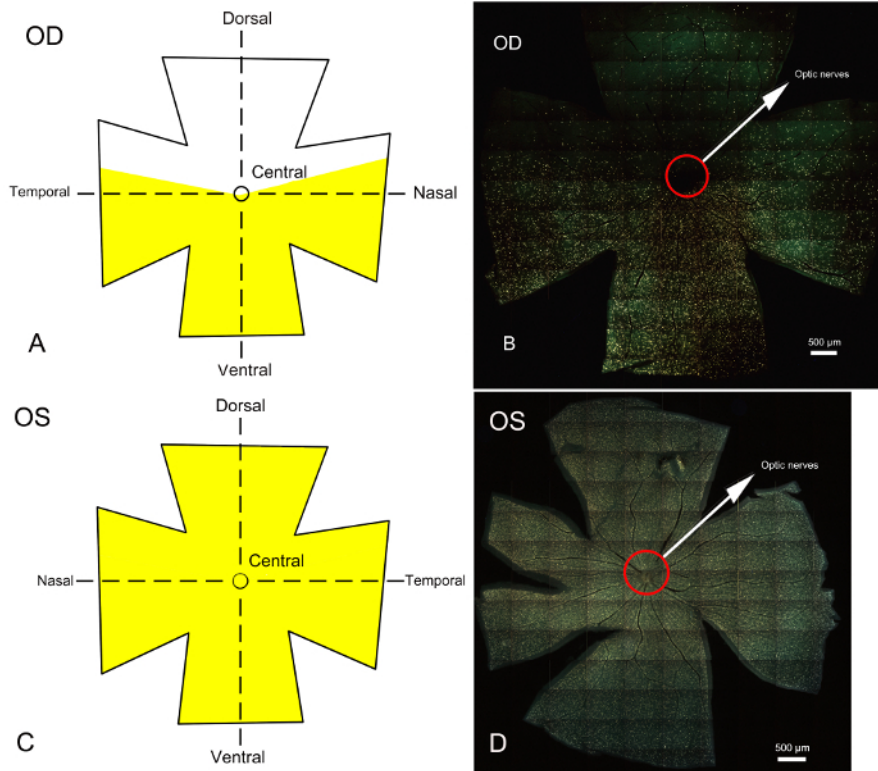 OD
Dorsal
Central
Temporal
Nasal
A
Ventral
OD
Optic nerves
B
500 µm
OS
Dorsal
Central
Nasal
Temporal
C
Ventral
OS
Optic nerves
D
500 µm